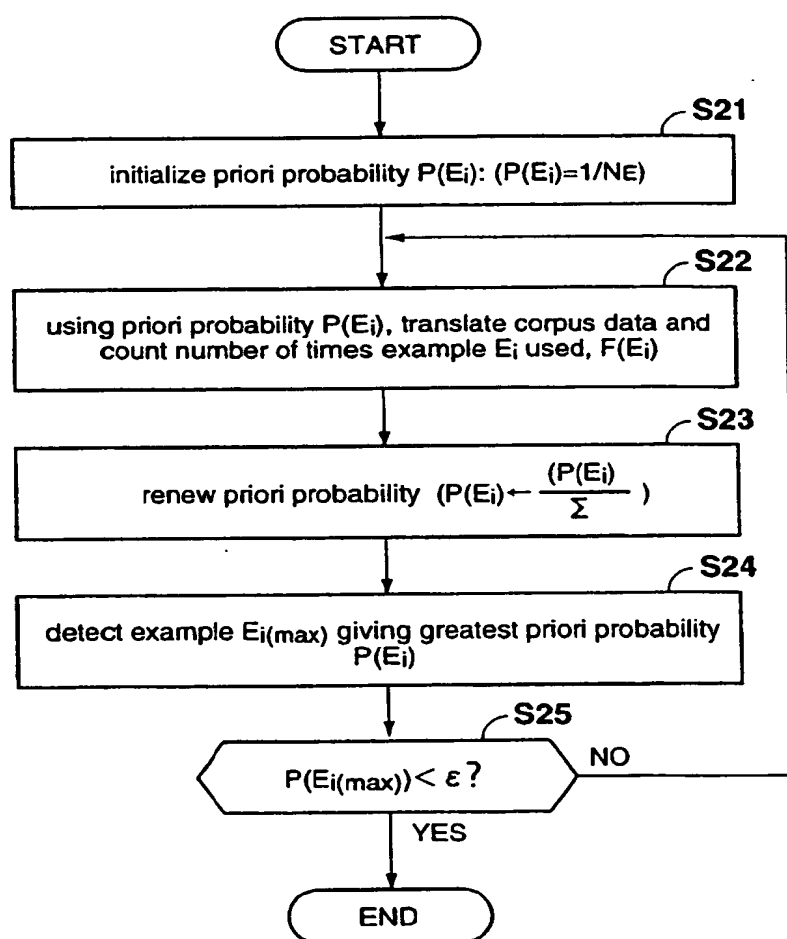 START
S21
initialize priori probability P(Ei): (P(Ei)=1/NE)
S22
using priori probability P(Ei), translate corpus data and
count number of times example Ei used, F(Ei)
S23
renew priori probability (P(Ei)← (P(Ei)/Σ )
S24
detect example Ei(max) giving greatest priori probability
P(Ei)
S25
P(Ei(max))< ε?
NO
YES
END